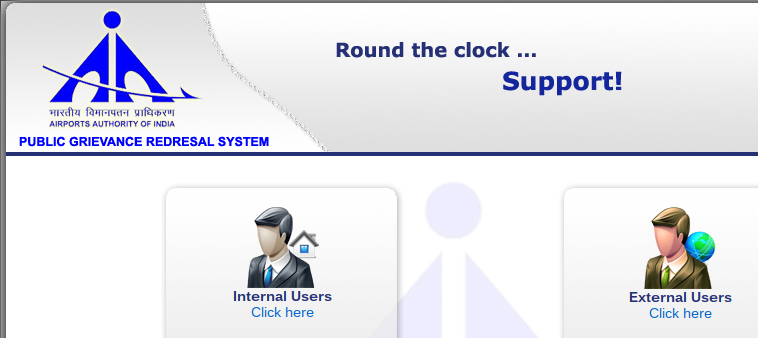 Round the clock ...
Support!
भारतीय विमानपत्तन प्राधिकरण
AIRPORTS AUTHORITY OF INDIA
PUBLIC GRIEVANCE REDRESAL SYSTEM
Internal Users
Click here
External Users
Click here